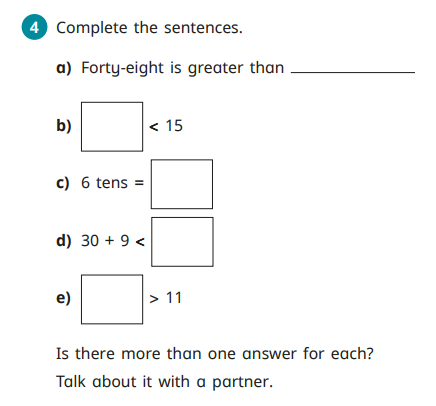 4 Complete the sentences.
a) Forty-eight is greater than
b) < 15
c) 6 tens =
d) 30 + 9 <
e) > 11
Is there more than one answer for each?
Talk about it with a partner.